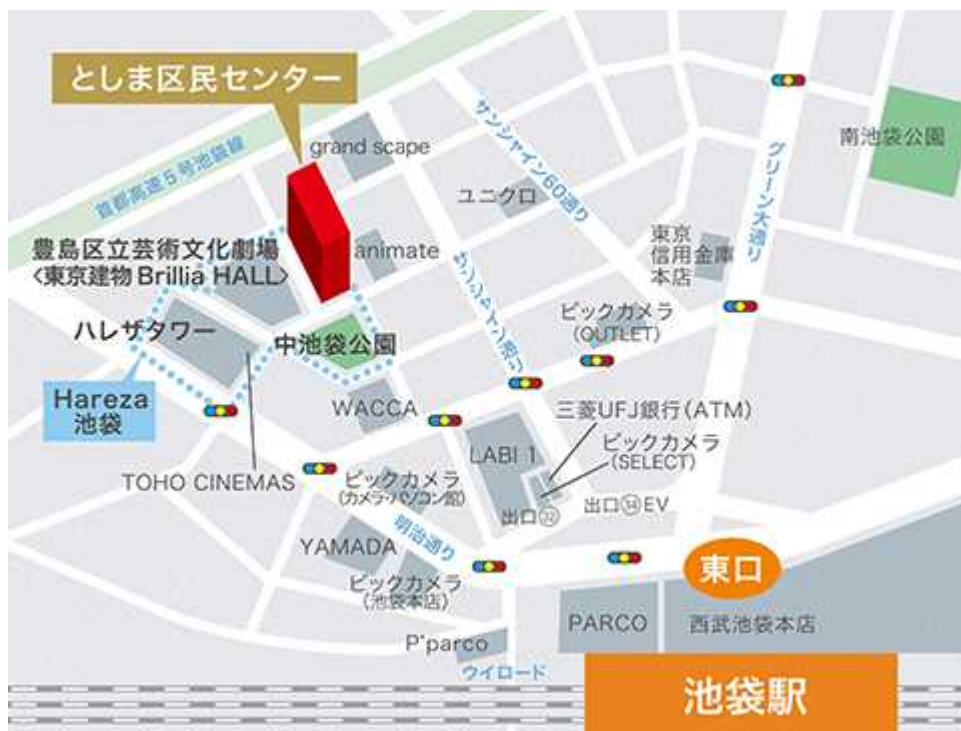 としま区民センター
grand scape
首都高速5号池袋線
サンシャイン60通り
グリーン大通り
南池袋公園
ユニクロ
豊島区立芸術文化劇場
〈東京建物 Brillia HALL〉
animate
東京
信用金庫
本店
サンシャイン通り
ハレザタワー
中池袋公園
ビックカメラ
(OUTLET)
Hareza
池袋
WACCA
三菱UFJ銀行(ATM)
LABI 1
ビックカメラ
(SELECT)
TOHO CINEMAS
ビックカメラ
(カメラ・パソコン館)
出口㉜
出口㉞EV
明治通り
YAMADA
東口
ビックカメラ
(池袋本店)
PARCO
西武池袋本店
P'parco
ウイロード
池袋駅